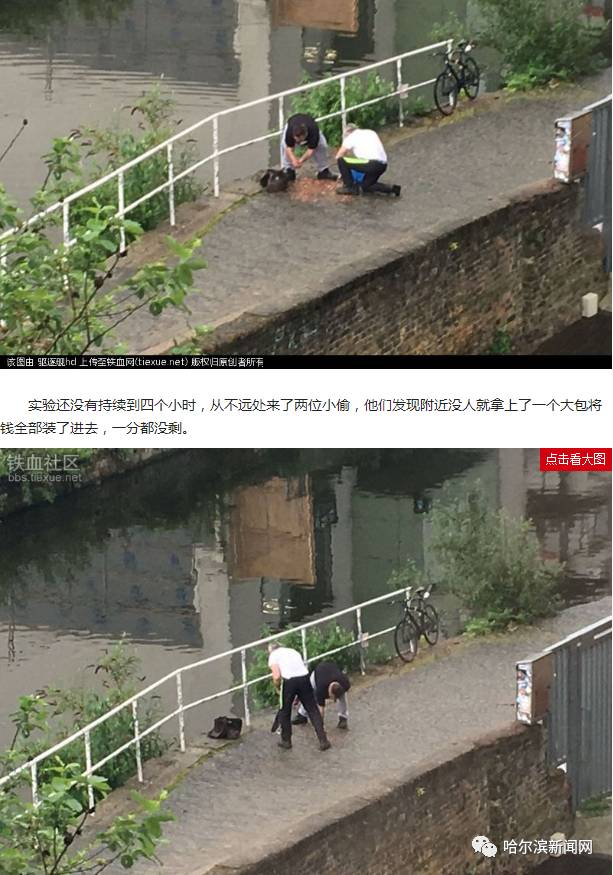 该图由 驱逐舰hd 上传至铁血网(tiexue.net) 版权归原创者所有
实验还没有持续到四个小时，从不远处来了两位小偷，他们发现附近没人就拿上了一个大包将
钱全部装了进去，一分都没剩。
铁血社区
bbs.tiexue.net
点击看大图
哈尔滨新闻网